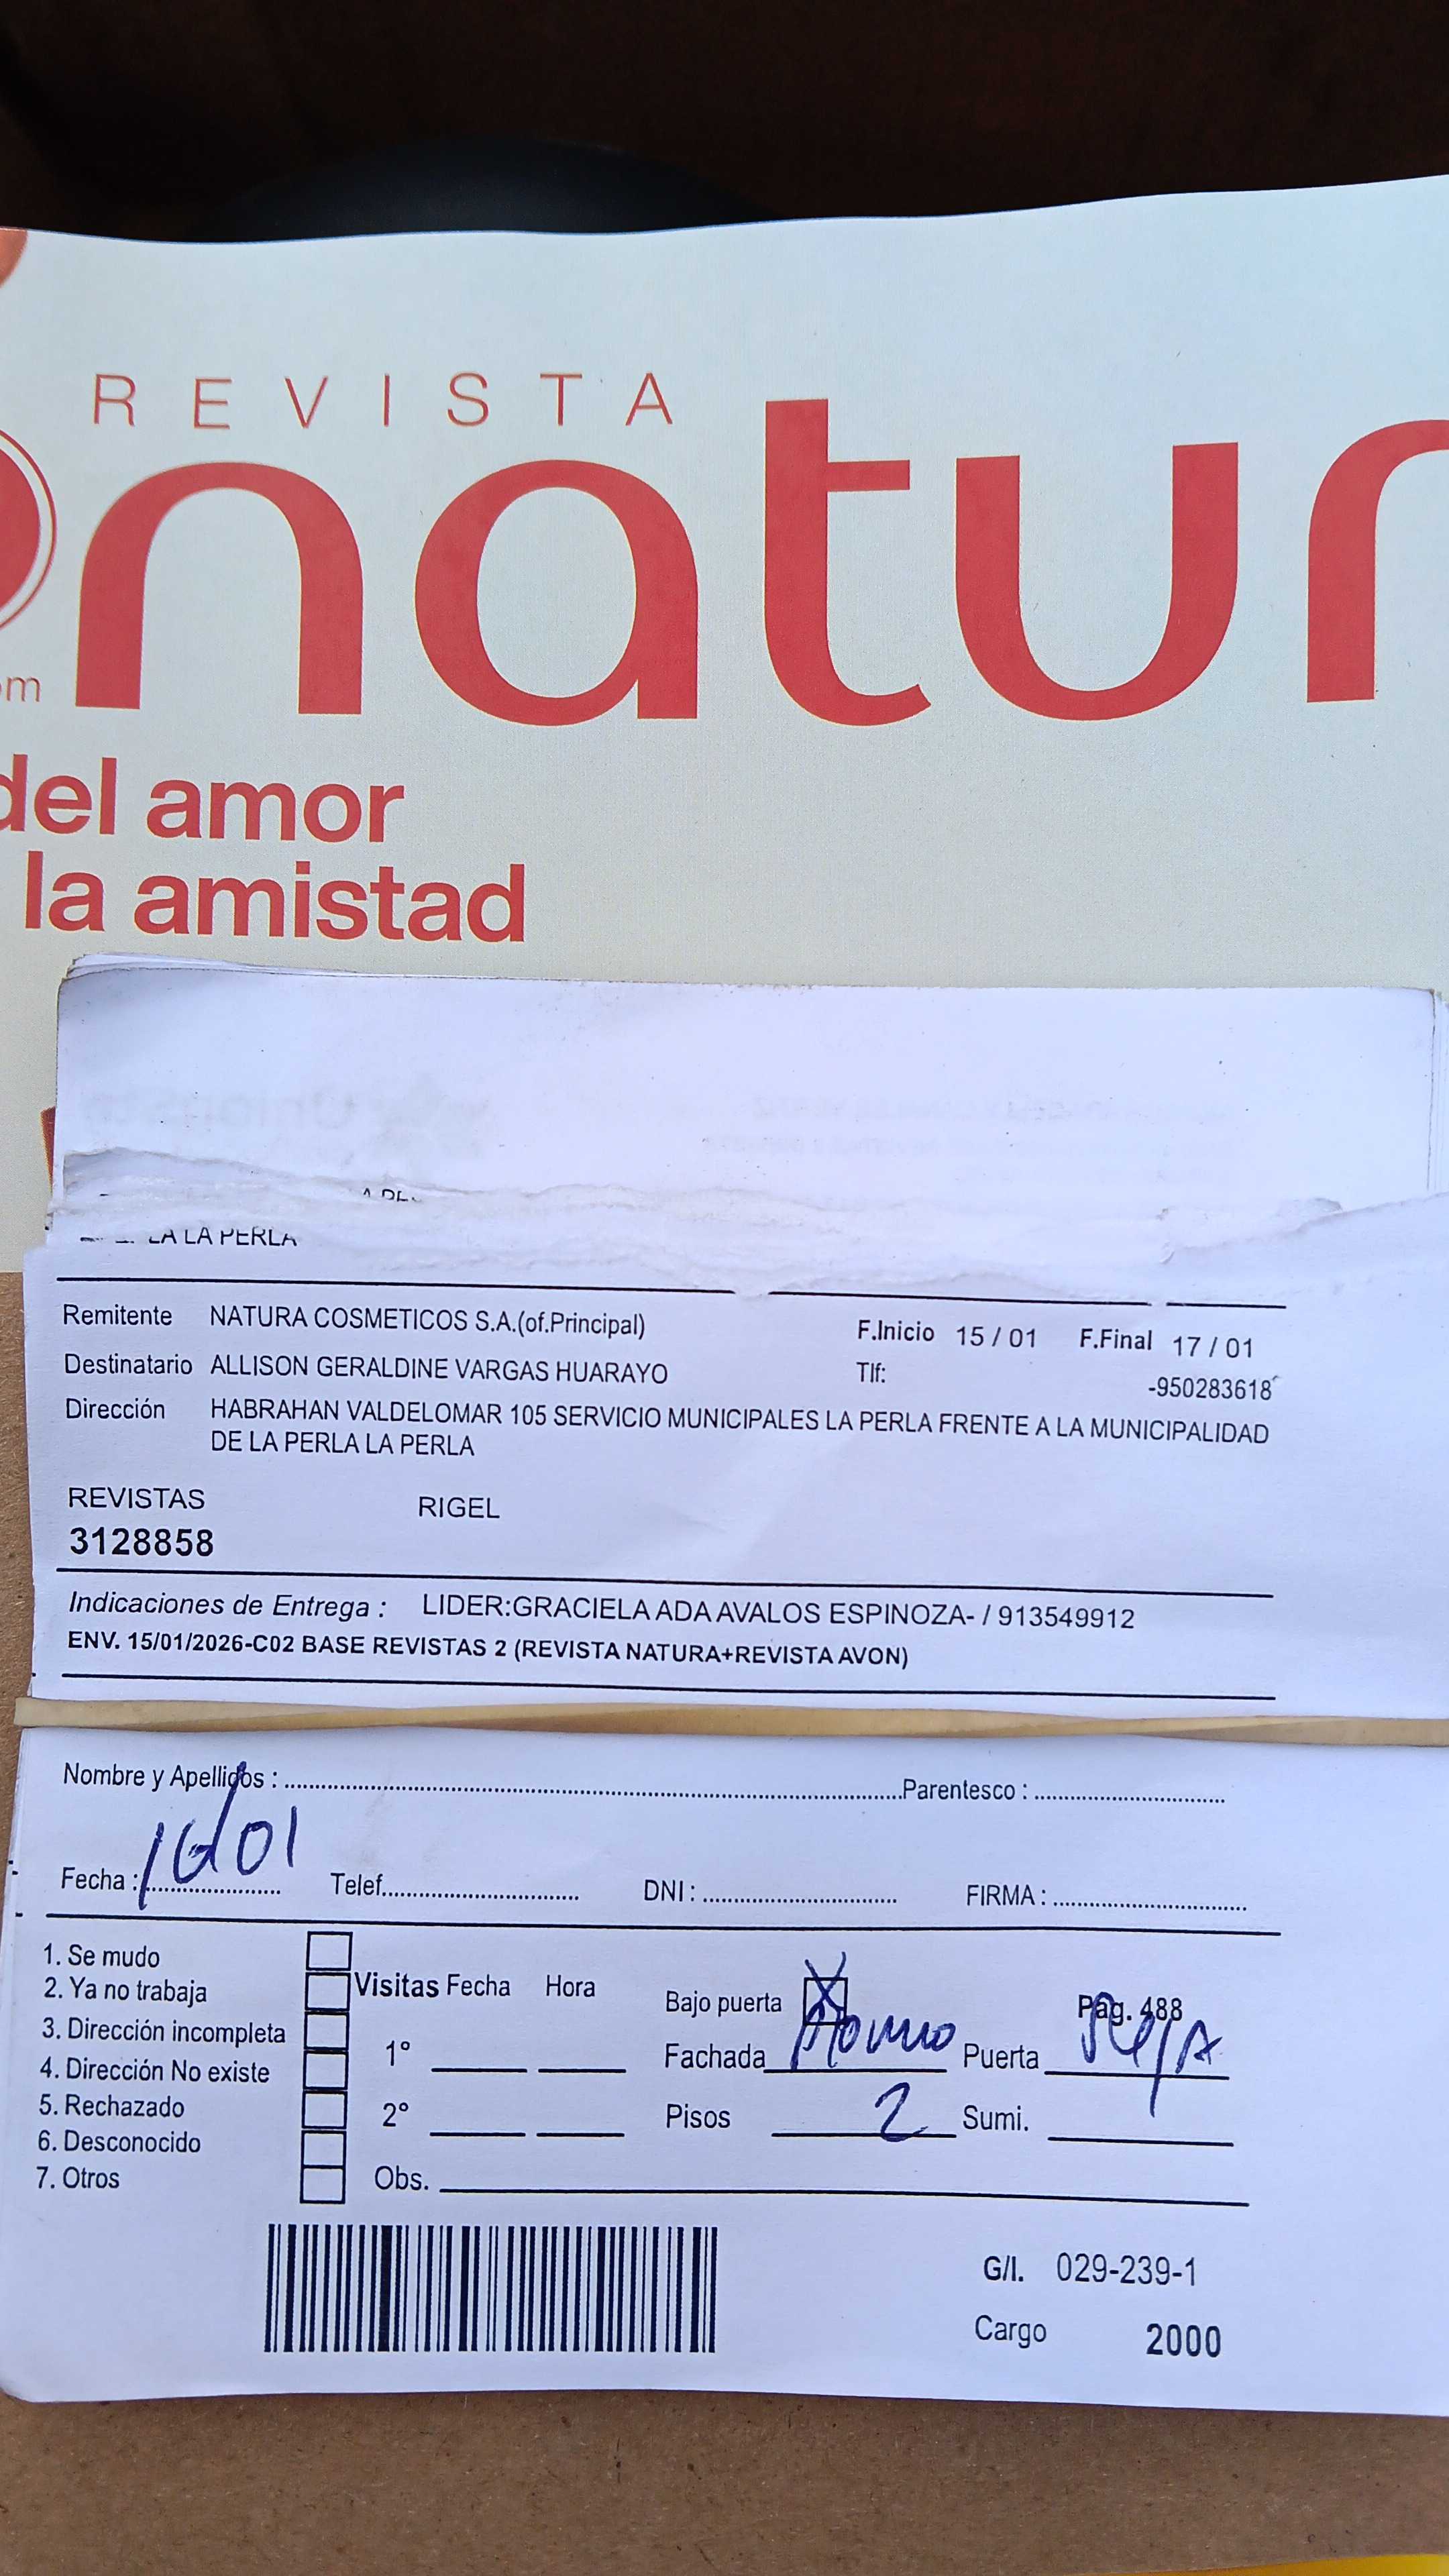 REVISTA
natur
om
del amor
la amistad
LA LA PERLA
Remitente NATURA COSMETICOS S.A.(of.Principal) F.Inicio 15 / 01 F.Final 17 / 01
Destinatario ALLISON GERALDINE VARGAS HUARAYO Tlf: -950283618
Dirección HABRAHAN VALDELOMAR 105 SERVICIO MUNICIPALES LA PERLA FRENTE A LA MUNICIPALIDAD
DE LA PERLA LA PERLA
REVISTAS RIGEL
3128858
Indicaciones de Entrega : LIDER:GRACIELA ADA AVALOS ESPINOZA- / 913549912
ENV. 15/01/2026-C02 BASE REVISTAS 2 (REVISTA NATURA+REVISTA AVON)
Nombre y Apellidos : Parentesco :
Fecha : Telef. DNI : FIRMA :
1. Se mudo
2. Ya no trabaja Visitas Fecha Hora Bajo puerta X Pag. 488
3. Dirección incompleta
4. Dirección No existe 1° Fachada Puerta
5. Rechazado 2° Pisos 2 Sumi.
6. Desconocido
7. Otros Obs.
G/I. 029-239-1
Cargo 2000